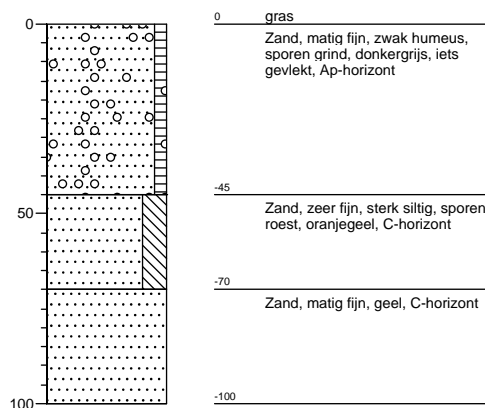 0
50
100
0
gras
Zand, matig fijn, zwak humeus,
sporen grind, donkergrijs, iets
gevlekt, Ap-horizont
-45
Zand, zeer fijn, sterk siltig, sporen
roest, oranjegeel, C-horizont
-70
Zand, matig fijn, geel, C-horizont
-100